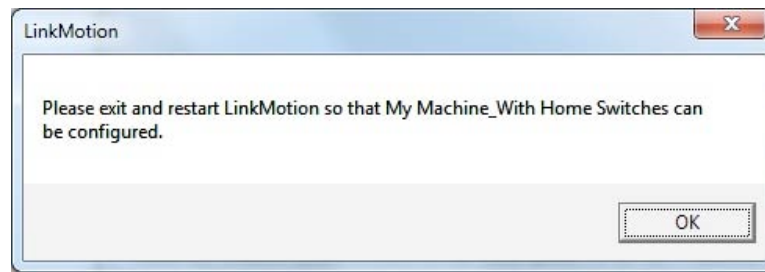 LinkMotion
Please exit and restart LinkMotion so that My Machine_With Home Switches can
be configured.
OK